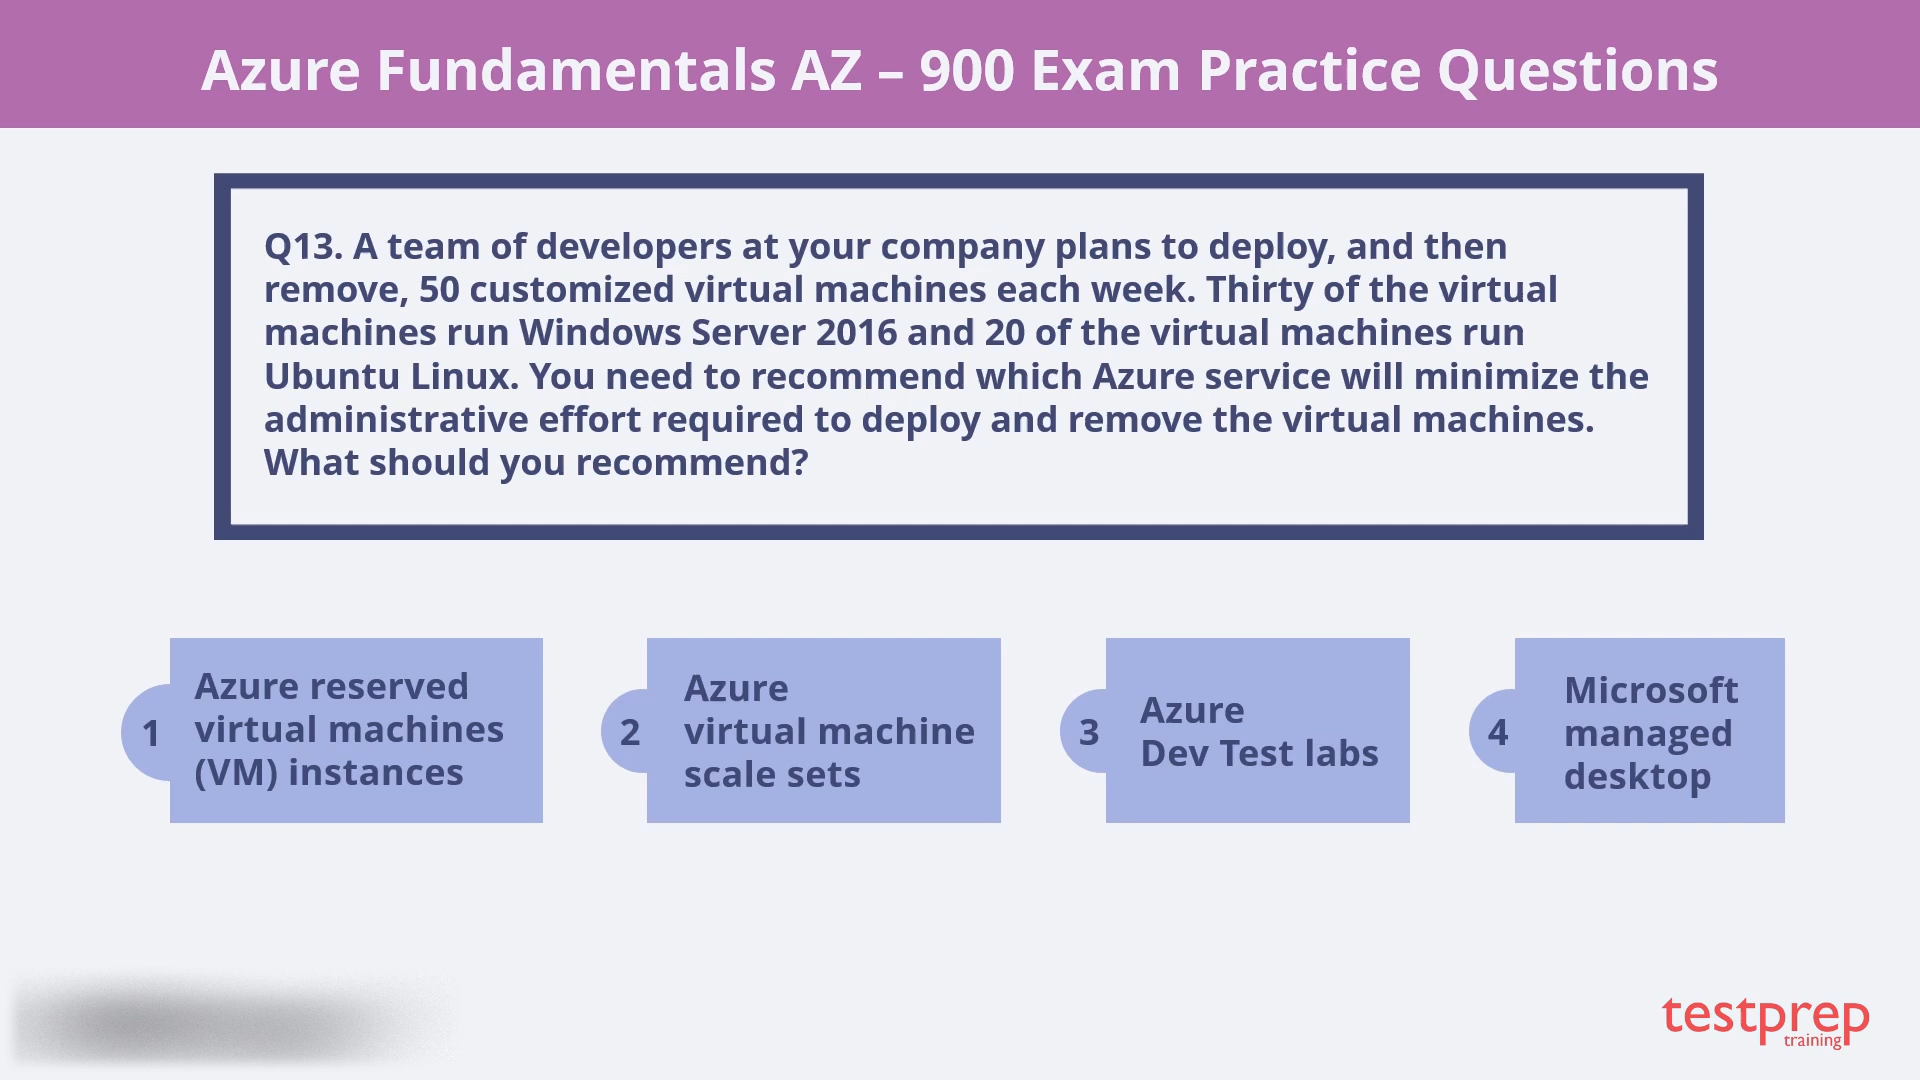 Azure Fundamentals AZ – 900 Exam Practice Questions
Q13. A team of developers at your company plans to deploy, and then
remove, 50 customized virtual machines each week. Thirty of the virtual
machines run Windows Server 2016 and 20 of the virtual machines run
Ubuntu Linux. You need to recommend which Azure service will minimize the
administrative effort required to deploy and remove the virtual machines.
What should you recommend?
1
Azure reserved
virtual machines
(VM) instances
2
Azure
virtual machine
scale sets
3
Azure
Dev Test labs
4
Microsoft
managed
desktop
testprep
training